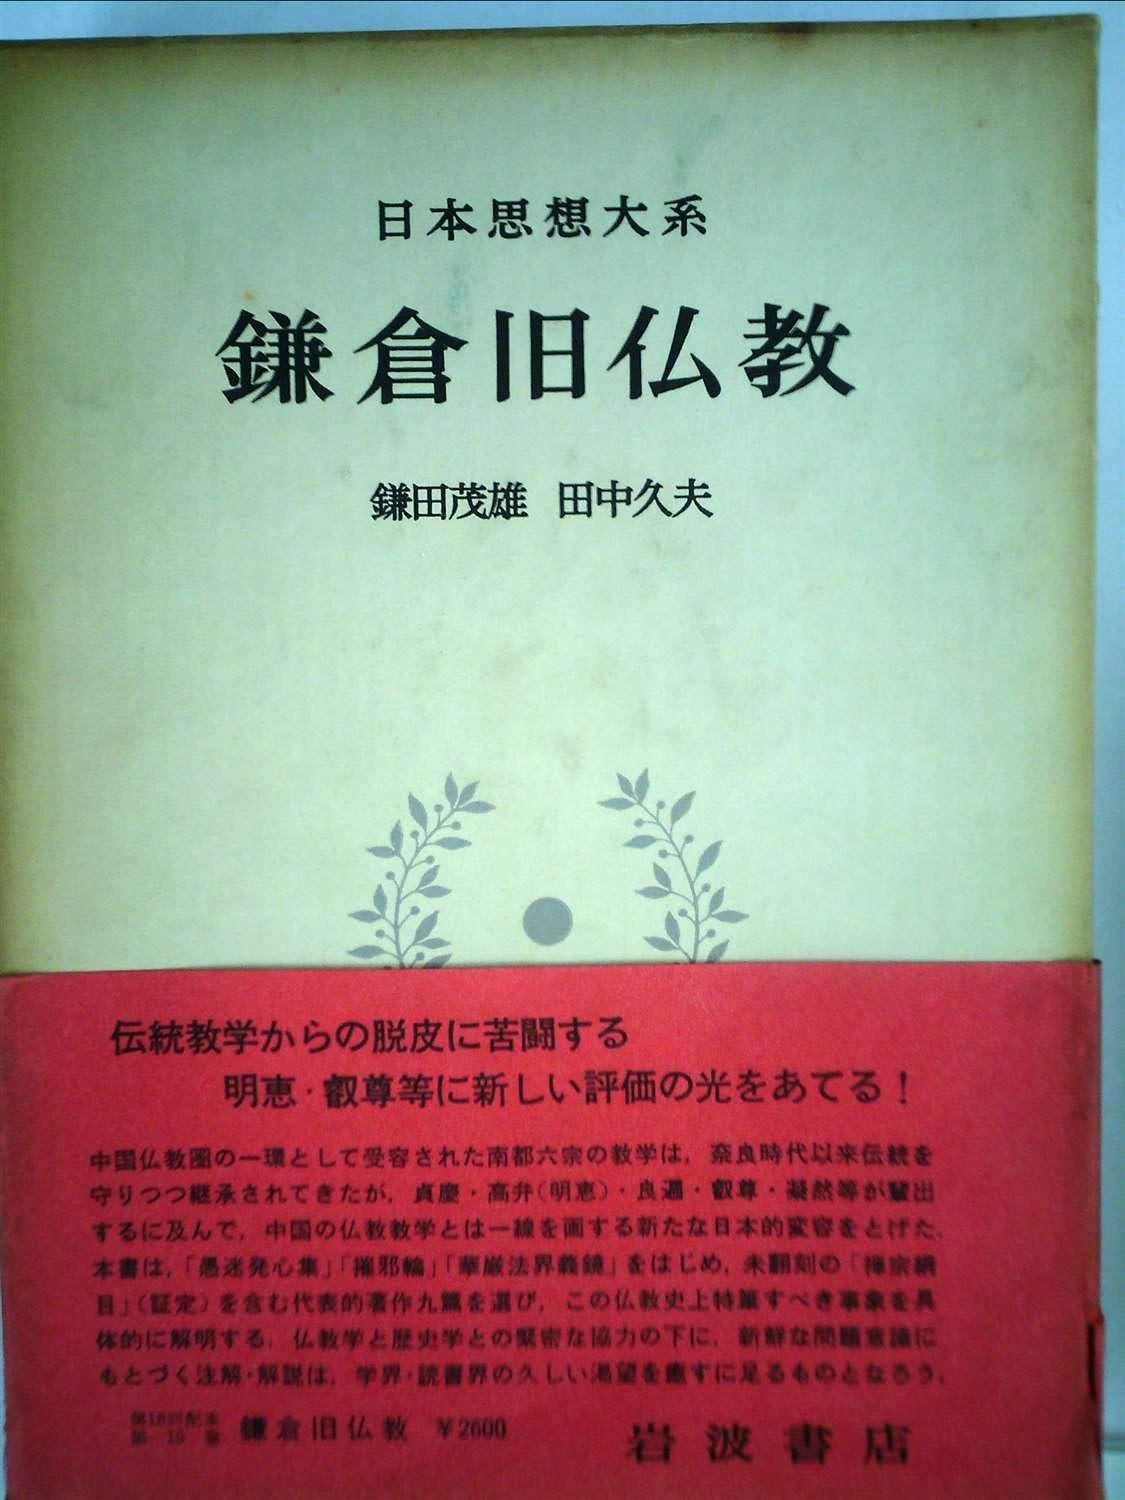 日本思想大系
鎌倉旧仏教
鎌田茂雄 田中久夫
伝統教学からの脱皮に苦闘する
明恵・叡尊等に新しい評価の光をあてる！
中国仏教圏の一環として受容された南都六宗の教学は，奈良時代以来伝統を
守りつつ継承されてきたが，貞慶・高弁（明恵）・良遍・叡尊・凝然等が輩出
するに及んで，中国の仏教教学とは一線を画する新たな日本的変容をとげた．
本書は，「愚迷発心集」「摧邪輪」「華厳法界義鏡」をはじめ，未翻刻の「禅宗綱
目」（証定）を含む代表的著作九篇を選び，この仏教史上特筆すべき事象を具
体的に解明する．仏教学と歴史学との緊密な協力の下に，新鮮な問題意識に
もとづく注解・解説は，学界・読書界の久しい渇望を癒すに足るものとなろう．
第18回配本
第 15 巻 鎌倉旧仏教 ￥2600
岩波書店